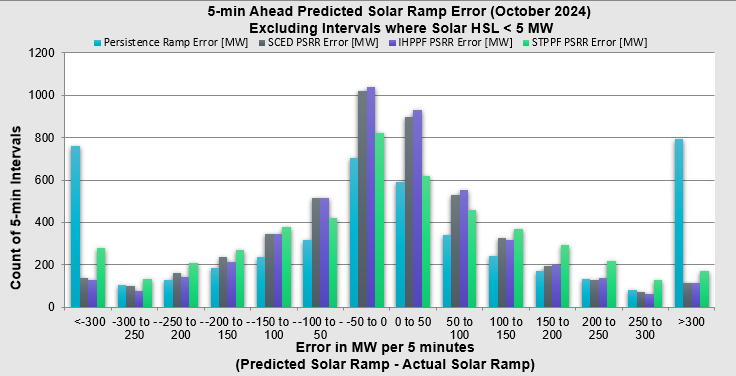 5-min Ahead Predicted Solar Ramp Error (October 2024)
Excluding Intervals where Solar HSL < 5 MW
Persistence Ramp Error [MW] SCED PSRR Error [MW] IHPPF PSRR Error [MW] STPPF PSRR Error [MW]
Count of 5-min Intervals
1200
1000
800
600
400
200
0
<-300 -300 to -250 to -200 to -150 to -100 to -50 to 0 0 to 50 50 to 100 to 150 to 200 to 250 to >300
-250 -200 -150 -100 -50 100 150 200 250 300
Error in MW per 5 minutes
(Predicted Solar Ramp - Actual Solar Ramp)